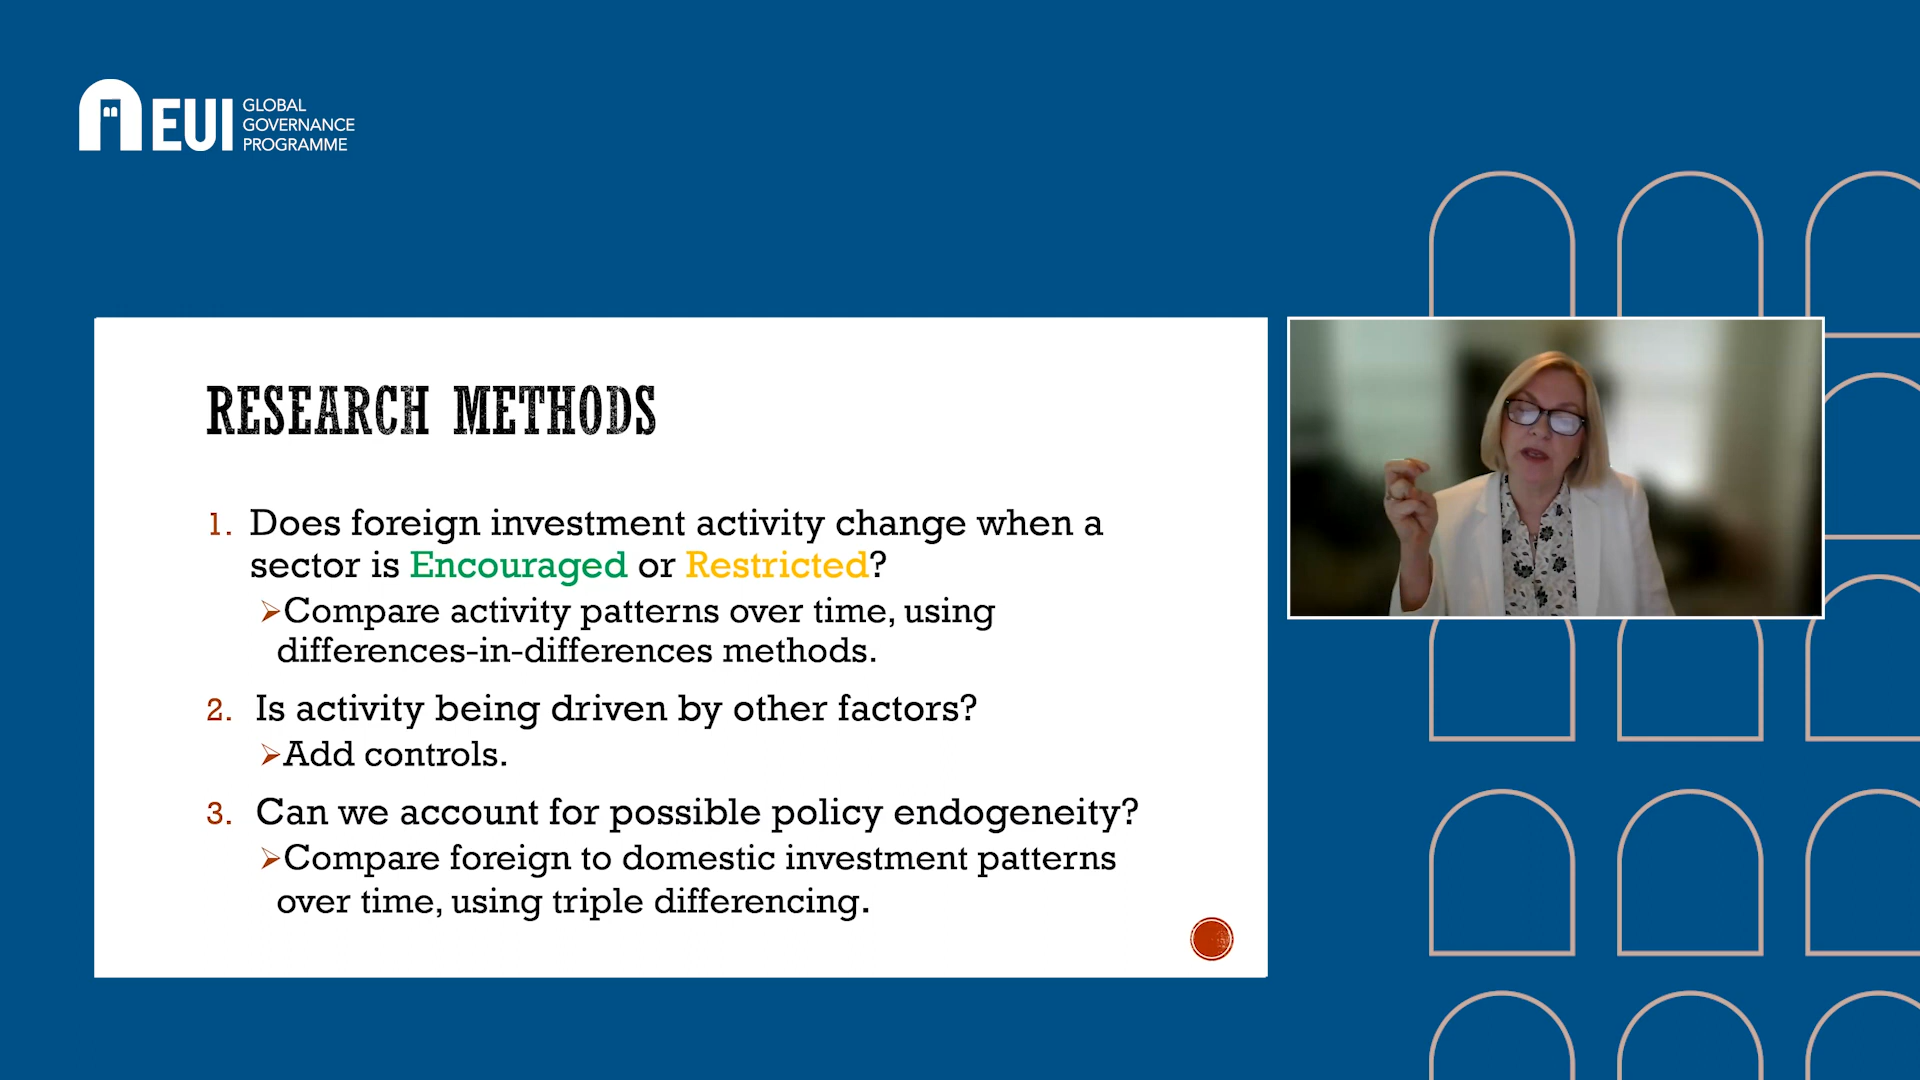 EUI
GLOBAL
GOVERNANCE
PROGRAMME
RESEARCH METHODS
1. Does foreign investment activity change when a
sector is Encouraged or Restricted?
➢Compare activity patterns over time, using
differences-in-differences methods.
2. Is activity being driven by other factors?
➢Add controls.
3. Can we account for possible policy endogeneity?
➢Compare foreign to domestic investment patterns
over time, using triple differencing.